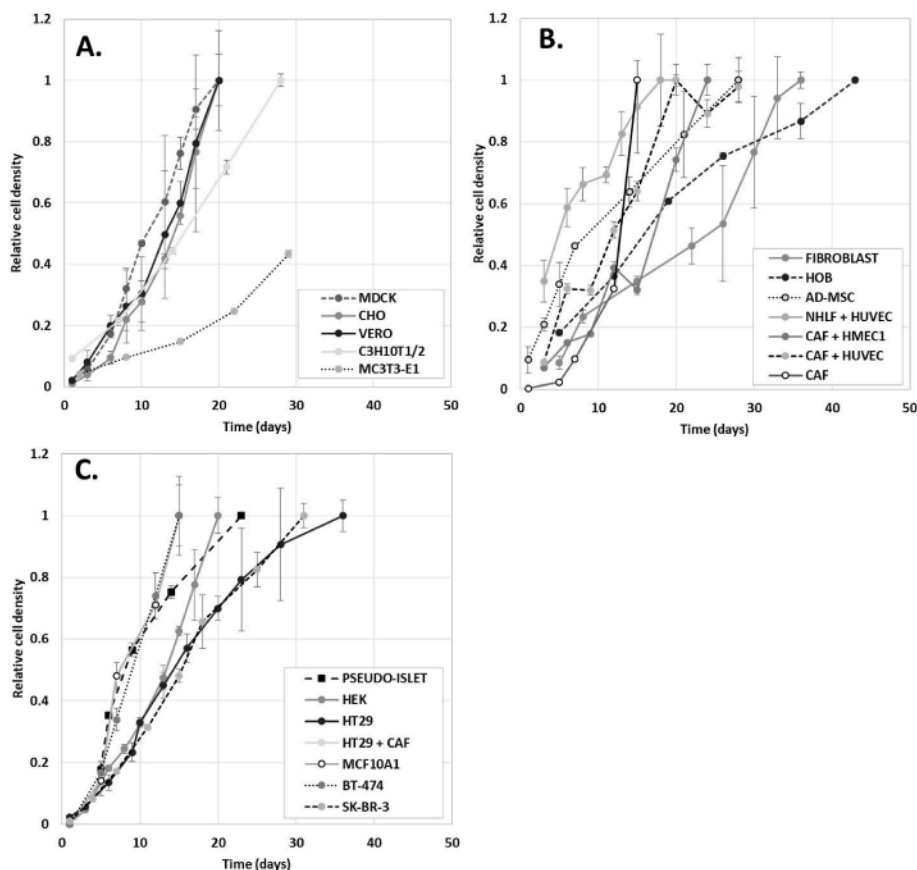 A.
Relative cell density
1.2
1
0.8
0.6
0.4
0.2
0
0 10 20 30 40 50
Time (days)
MDCK
CHO
VERO
C3H10T1/2
MC3T3-E1
B.
Relative cell density
1.2
1
0.8
0.6
0.4
0.2
0
0 10 20 30 40 50
Time (days)
FIBROBLAST
HOB
AD-MSC
NHLF + HUVEC
CAF + HMEC1
CAF + HUVEC
CAF
C.
Relative cell density
1.2
1
0.8
0.6
0.4
0.2
0
0 10 20 30 40 50
Time (days)
PSEUDO-ISLET
HEK
HT29
HT29 + CAF
MCF10A1
BT-474
SK-BR-3